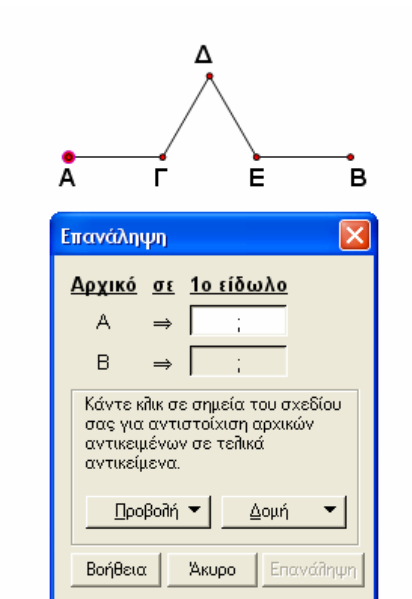 Δ
Α Γ Ε Β
Επανάληψη
Αρχικό σε 1ο είδωλο
Α ⇒ ;
Β ⇒ ;
Κάντε κλικ σε σημεία του σχεδίου
σας για αντιστοίχιση αρχικών
αντικειμένων σε τελικά
αντικείμενα.
Προβολή Δομή
Βοήθεια Άκυρο Επανάληψη